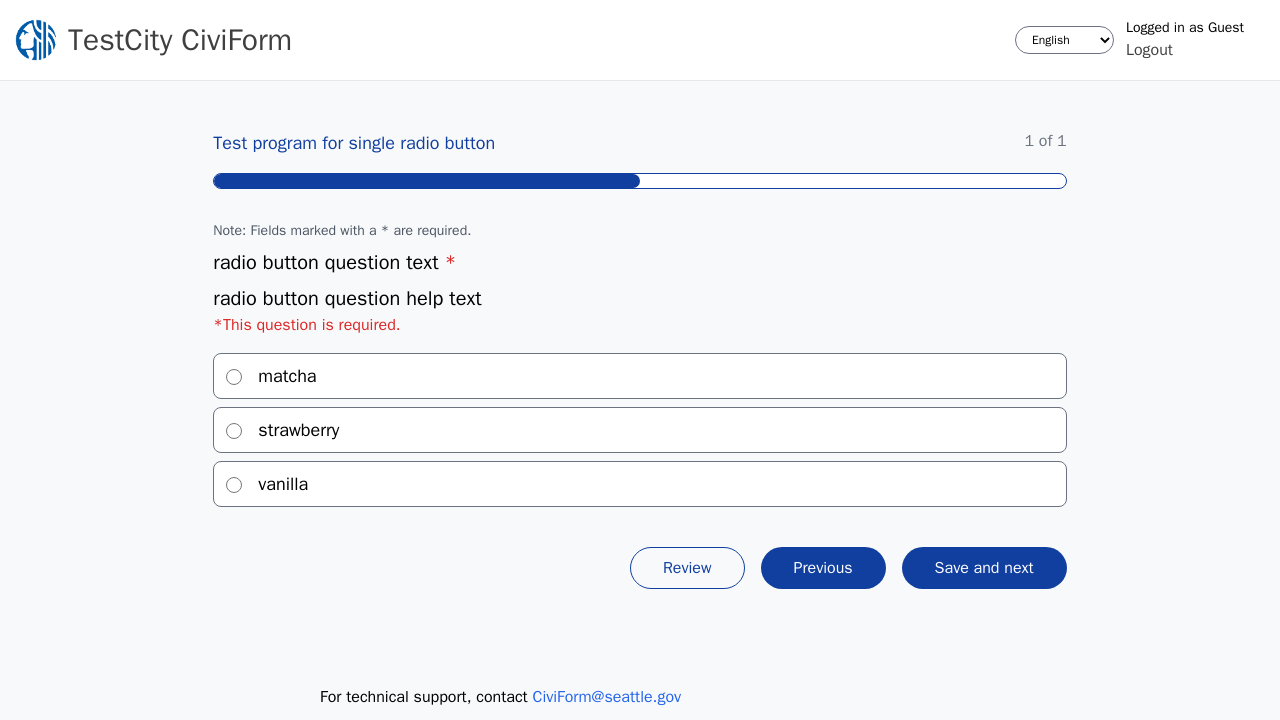 TestCity CiviForm
English
Logged in as Guest
Logout
Test program for single radio button
1 of 1
Note: Fields marked with a * are required.
radio button question text *
radio button question help text
*This question is required.
matcha
strawberry
vanilla
Review
Previous
Save and next
For technical support, contact CiviForm@seattle.gov